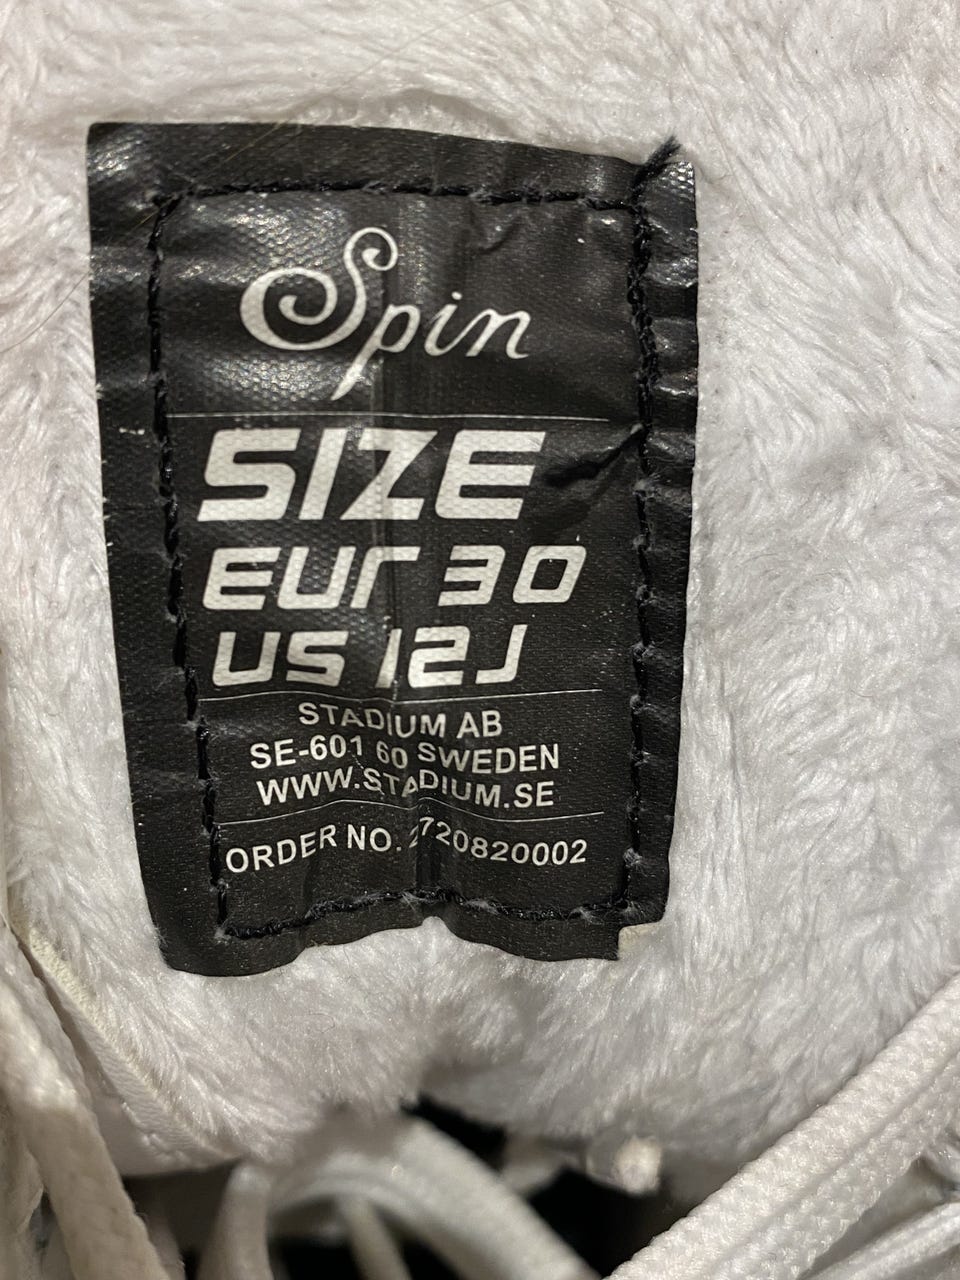 Spin
SIZE
EUR 30
US 12J
STADIUM AB
SE-601 60 SWEDEN
WWW.STADIUM.SE
ORDER NO. 2720820002